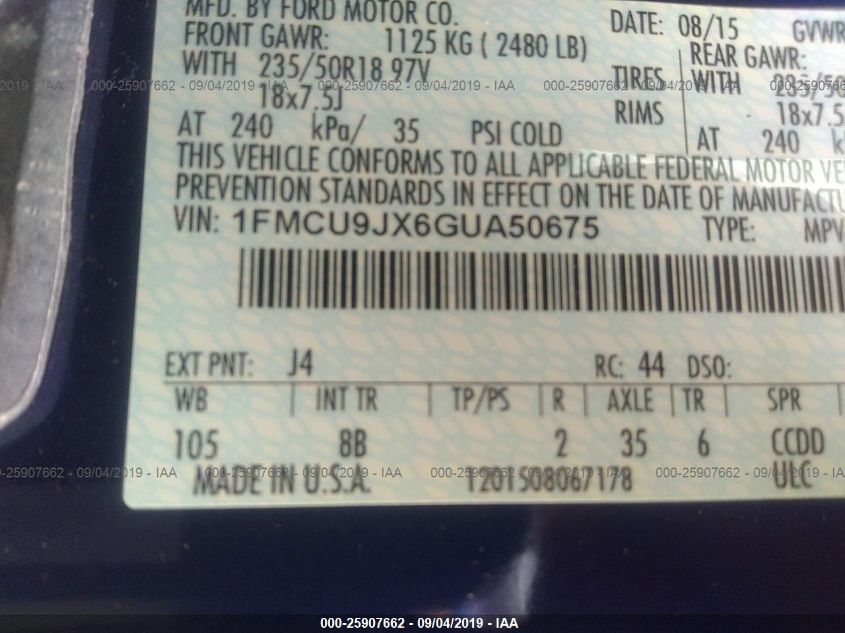 MFD. BY FORD MOTOR CO. DATE: 08/15 GVWR
FRONT GAWR: 1125 KG ( 2480 LB) REAR GAWR:
WITH 235/50R18 97V TIRES WITH 235/50
18x7.5J RIMS 18x7.5
AT 240 kPa/ 35 PSI COLD AT 240 k
THIS VEHICLE CONFORMS TO ALL APPLICABLE FEDERAL MOTOR VE
PREVENTION STANDARDS IN EFFECT ON THE DATE OF MANUFACTU
VIN: 1FMCU9JX6GUA50675 TYPE: MPV
EXT PNT: J4 RC: 44 DSO:
WB INT TR TP/PS R AXLE TR SPR
105 8B 2 35 6 CCDD
MADE IN U.S.A. 1201508067178 ULC
000-25907662 - 09/04/2019 - IAA